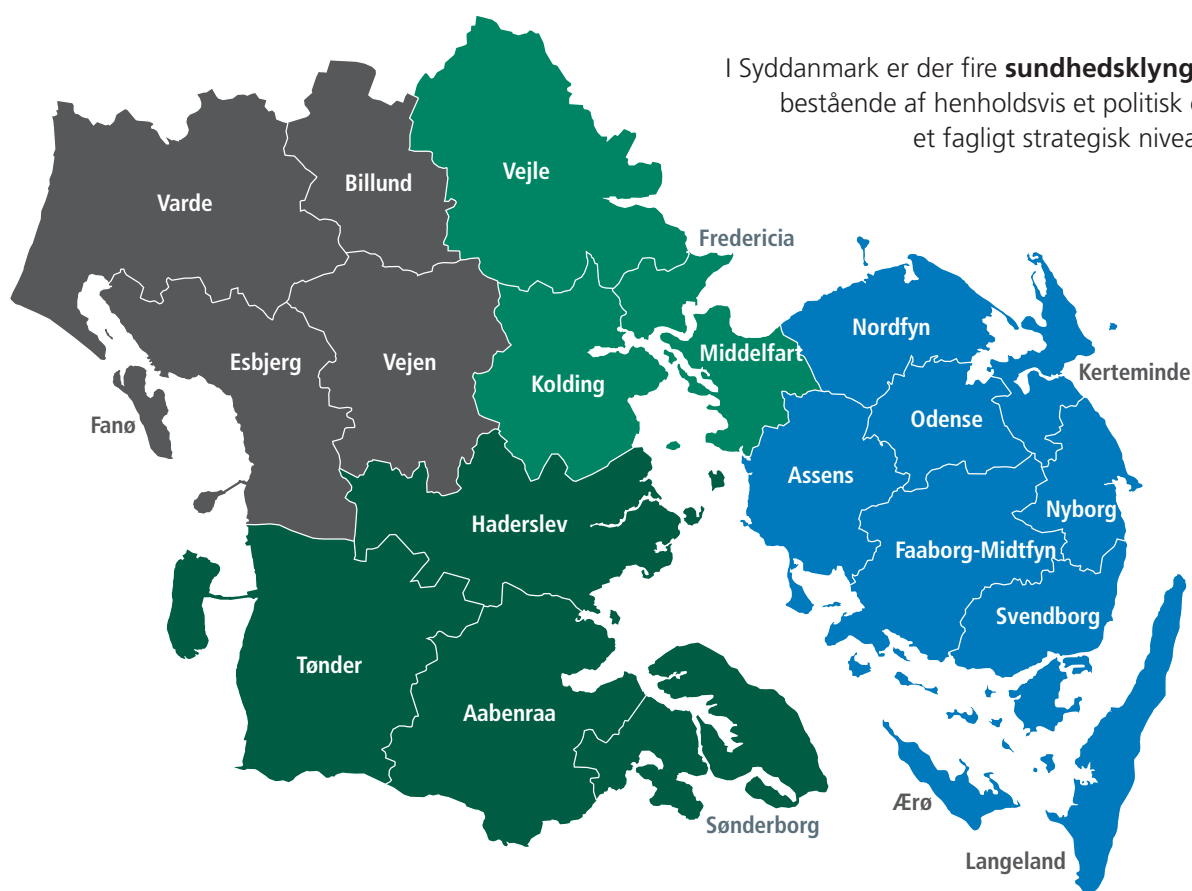 I Syddanmark er der fire sundhedsklyng
bestående af henholdsvis et politisk
et fagligt strategisk nivea
Vejle
Billund
Varde
Fredericia
Nordfyn
Esbjerg
Vejen
Middelfart
Kerteminde
Kolding
Fanø
Odense
Assens
Haderslev
Nyborg
Faaborg-Midtfyn
Svendborg
Tønder
Aabenraa
Ærø
Sønderborg
Langeland